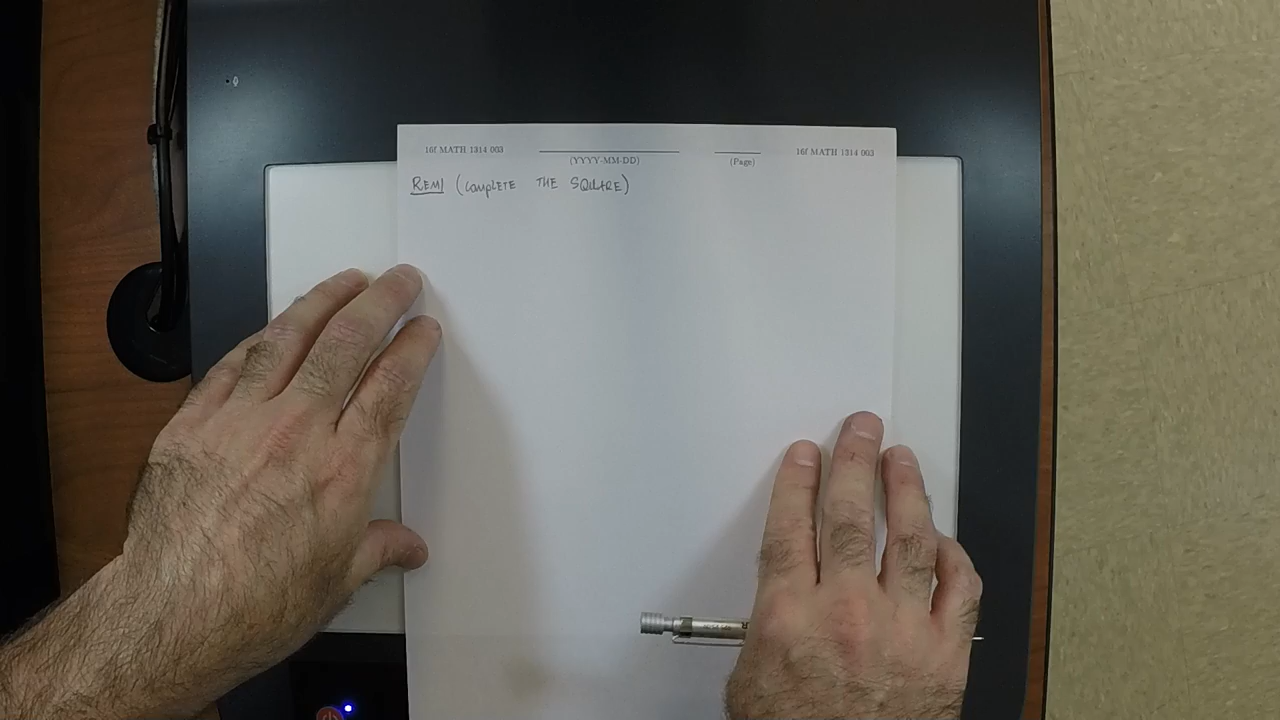 16f MATH 1314 003 (YYYY-MM-DD) (Page) 16f MATH 1314 003
REM| (COMPLETE THE SQUARE)